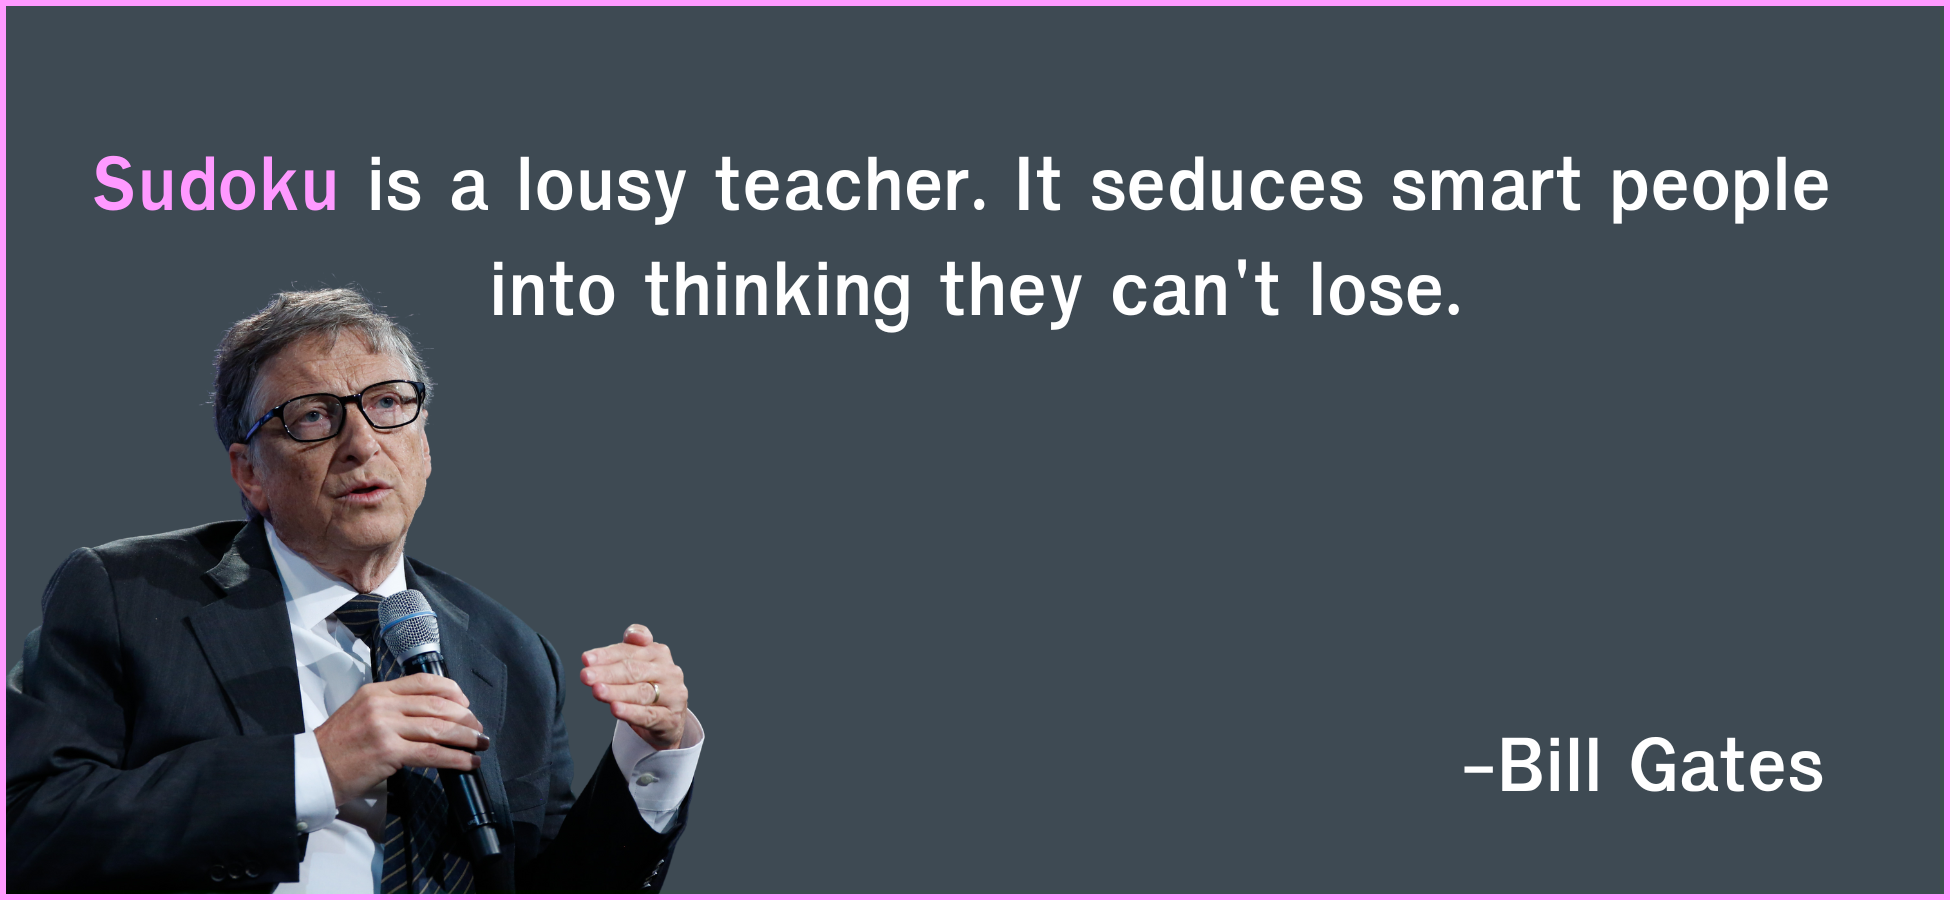 Sudoku is a lousy teacher. It seduces smart people
into thinking they can't lose.
–Bill Gates